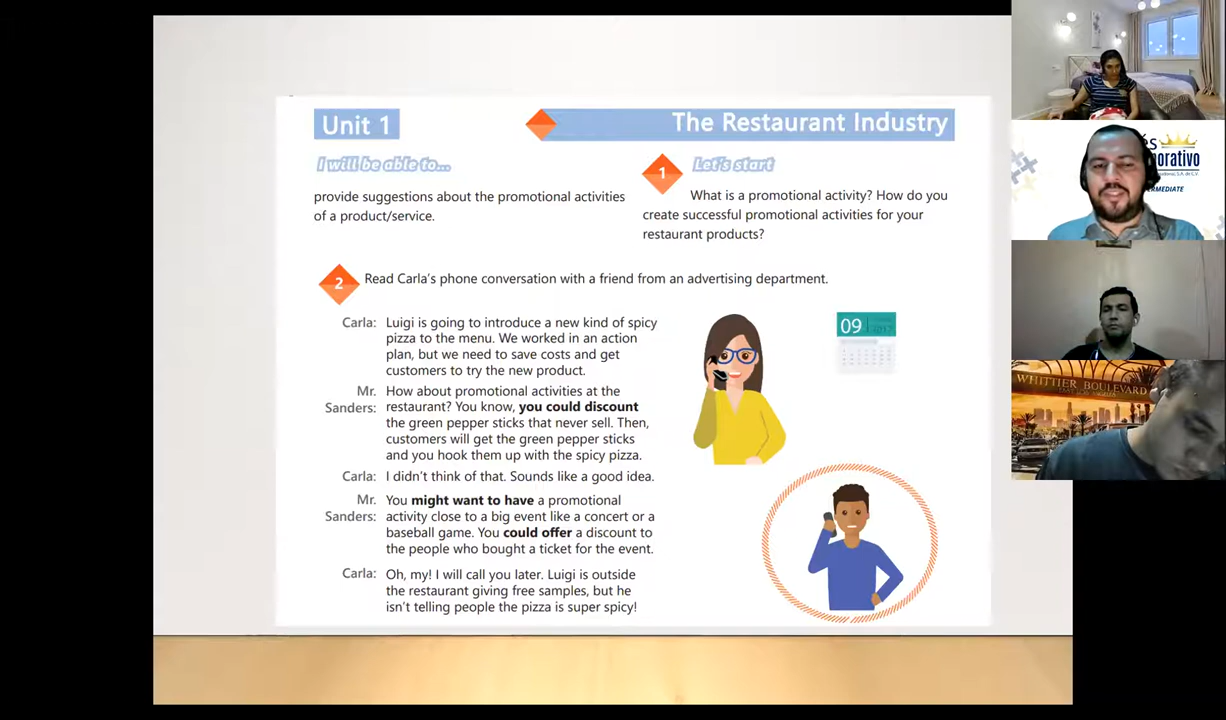 Unit 1
The Restaurant Industry
I will be able to...
provide suggestions about the promotional activities
of a product/service.
1
Let's start
What is a promotional activity? How do you
create successful promotional activities for your
restaurant products?
2
Read Carla's phone conversation with a friend from an advertising department.
Carla: Luigi is going to introduce a new kind of spicy
pizza to the menu. We worked in an action
plan, but we need to save costs and get
customers to try the new product.
Mr. How about promotional activities at the
Sanders: restaurant? You know, you could discount
the green pepper sticks that never sell. Then,
customers will get the green pepper sticks
and you hook them up with the spicy pizza.
Carla: I didn't think of that. Sounds like a good idea.
Mr. You might want to have a promotional
Sanders: activity close to a big event like a concert or a
baseball game. You could offer a discount to
the people who bought a ticket for the event.
Carla: Oh, my! I will call you later. Luigi is outside
the restaurant giving free samples, but he
isn't telling people the pizza is super spicy!
09
WHITTIER BOULEVARD